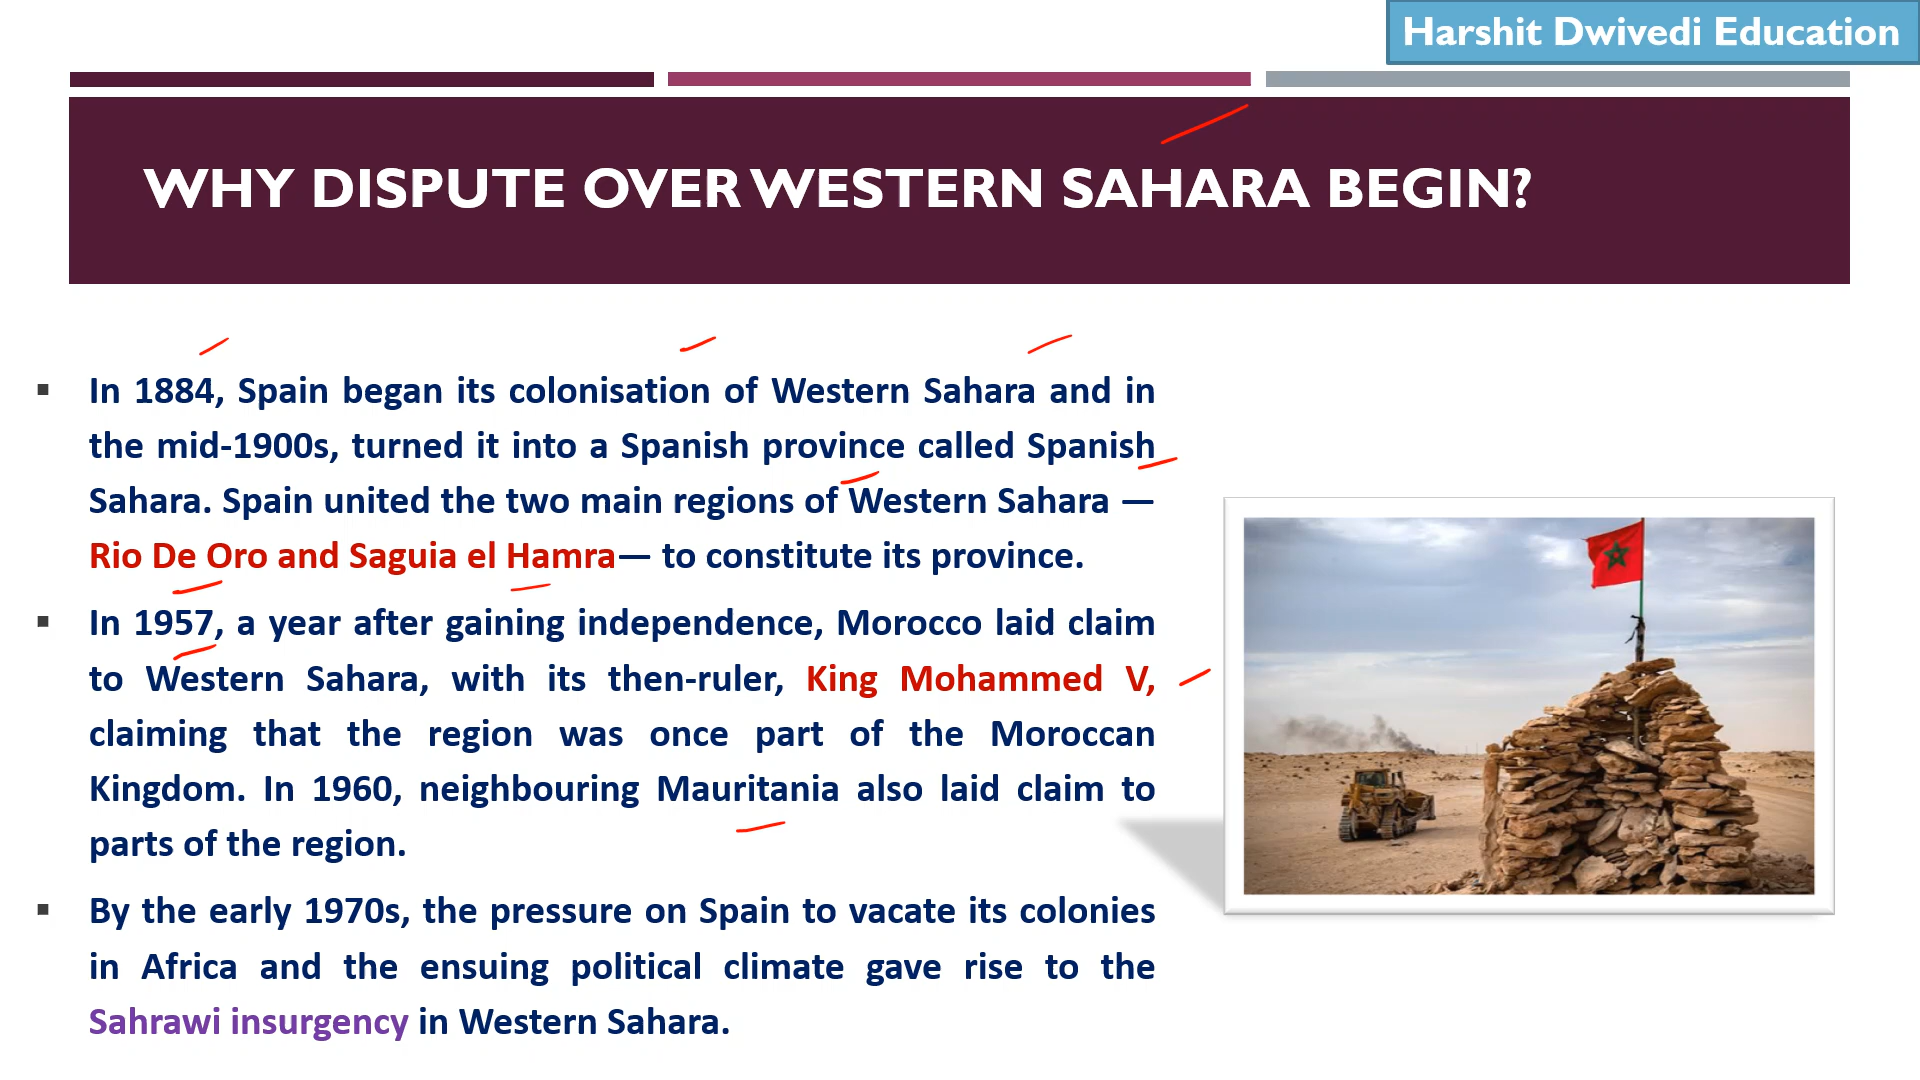 Harshit Dwivedi Education
WHY DISPUTE OVER WESTERN SAHARA BEGIN?
▪ In 1884, Spain began its colonisation of Western Sahara and in
the mid-1900s, turned it into a Spanish province called Spanish
Sahara. Spain united the two main regions of Western Sahara —
Rio De Oro and Saguia el Hamra— to constitute its province.
▪ In 1957, a year after gaining independence, Morocco laid claim
to Western Sahara, with its then-ruler, King Mohammed V,
claiming that the region was once part of the Moroccan
Kingdom. In 1960, neighbouring Mauritania also laid claim to
parts of the region.
▪ By the early 1970s, the pressure on Spain to vacate its colonies
in Africa and the ensuing political climate gave rise to the
Sahrawi insurgency in Western Sahara.